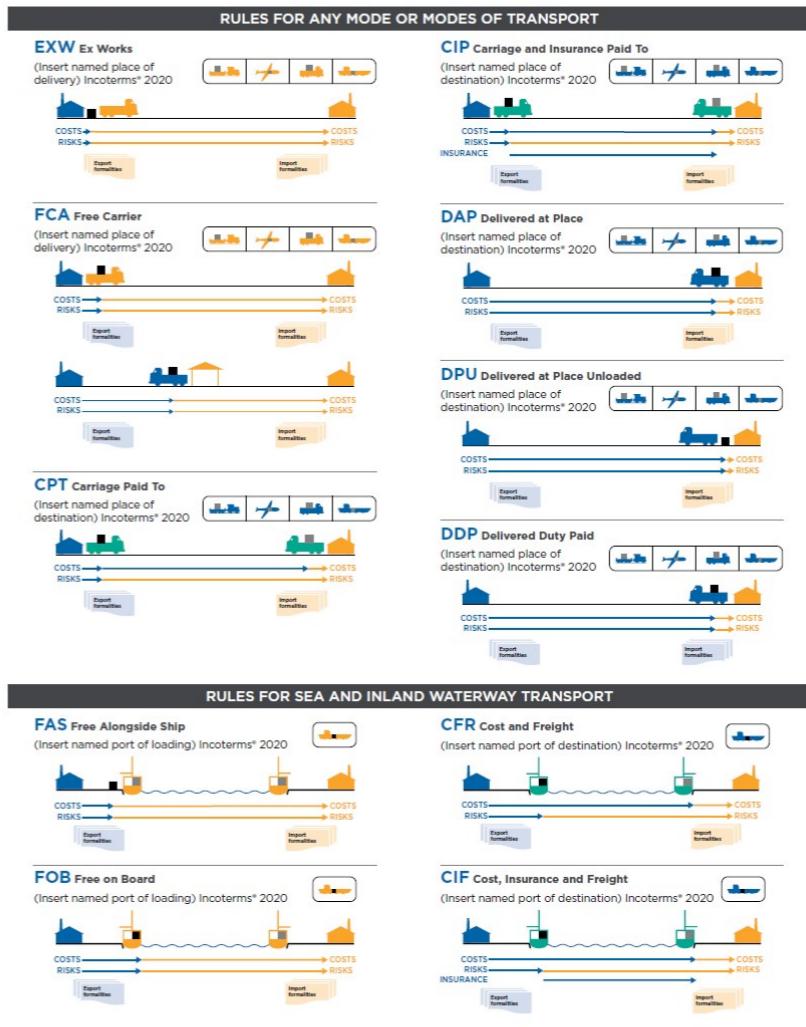 RULES FOR ANY MODE OR MODES OF TRANSPORT
EXW Ex Works
(Insert named place of
delivery) Incoterms® 2020
COSTS COSTS
RISKS RISKS
Export
formalities
Import
formalities
FCA Free Carrier
(Insert named place of
delivery) Incoterms® 2020
COSTS COSTS
RISKS RISKS
Export
formalities
Import
formalities
COSTS COSTS
RISKS RISKS
Export
formalities
Import
formalities
CPT Carriage Paid To
(Insert named place of
destination) Incoterms® 2020
COSTS COSTS
RISKS RISKS
Export
formalities
Import
formalities
CIP Carriage and Insurance Paid To
(Insert named place of
destination) Incoterms® 2020
COSTS COSTS
RISKS RISKS
INSURANCE
Export
formalities
Import
formalities
DAP Delivered at Place
(Insert named place of
destination) Incoterms® 2020
COSTS COSTS
RISKS RISKS
Export
formalities
Import
formalities
DPU Delivered at Place Unloaded
(Insert named place of
destination) Incoterms® 2020
COSTS COSTS
RISKS RISKS
Export
formalities
Import
formalities
DDP Delivered Duty Paid
(Insert named place of
destination) Incoterms® 2020
COSTS COSTS
RISKS RISKS
Export
formalities
Import
formalities
RULES FOR SEA AND INLAND WATERWAY TRANSPORT
FAS Free Alongside Ship
(Insert named port of loading) Incoterms® 2020
COSTS COSTS
RISKS RISKS
Export
formalities
Import
formalities
FOB Free on Board
(Insert named port of loading) Incoterms® 2020
COSTS COSTS
RISKS RISKS
Export
formalities
Import
formalities
CFR Cost and Freight
(Insert named port of destination) Incoterms® 2020
COSTS COSTS
RISKS RISKS
Export
formalities
Import
formalities
CIF Cost, Insurance and Freight
(Insert named port of destination) Incoterms® 2020
COSTS COSTS
RISKS RISKS
INSURANCE
Export
formalities
Import
formalities